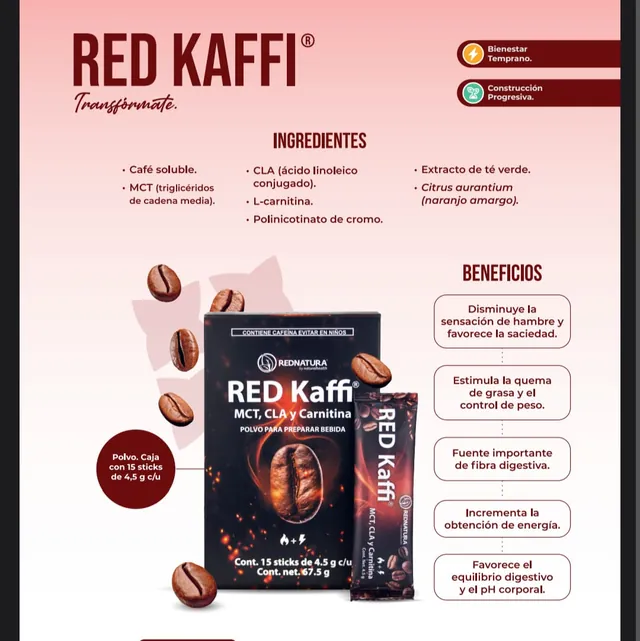 RED KAFFI®
Transfórmate.
Bienestar
Temprano.
Construcción
Progresiva.
INGREDIENTES
• Café soluble.
• MCT (triglicéridos
de cadena media).
• CLA (ácido linoleico
conjugado).
• L-carnitina.
• Polinicotinato de cromo.
• Extracto de té verde.
• Citrus aurantium
(naranjo amargo).
BENEFICIOS
Disminuye la
sensación de hambre y
favorece la saciedad.
Estimula la quema
de grasa y el
control de peso.
Fuente importante
de fibra digestiva.
Incrementa la
obtención de energía.
Favorece el
equilibrio digestivo
y el pH corporal.
Polvo. Caja
con 15 sticks
de 4,5 g c/u
CONTIENE CAFEÍNA EVITAR EN NIÑOS
REDNATURA
by naturalhealth
RED Kaffi®
MCT, CLA y Carnitina
POLVO PARA PREPARAR BEBIDA
+
Cont. 15 sticks de 4.5 g c/u
Cont. net. 67.5 g
RED Kaffi®
MCT, CLA y Carnitina
REDNATURA
+